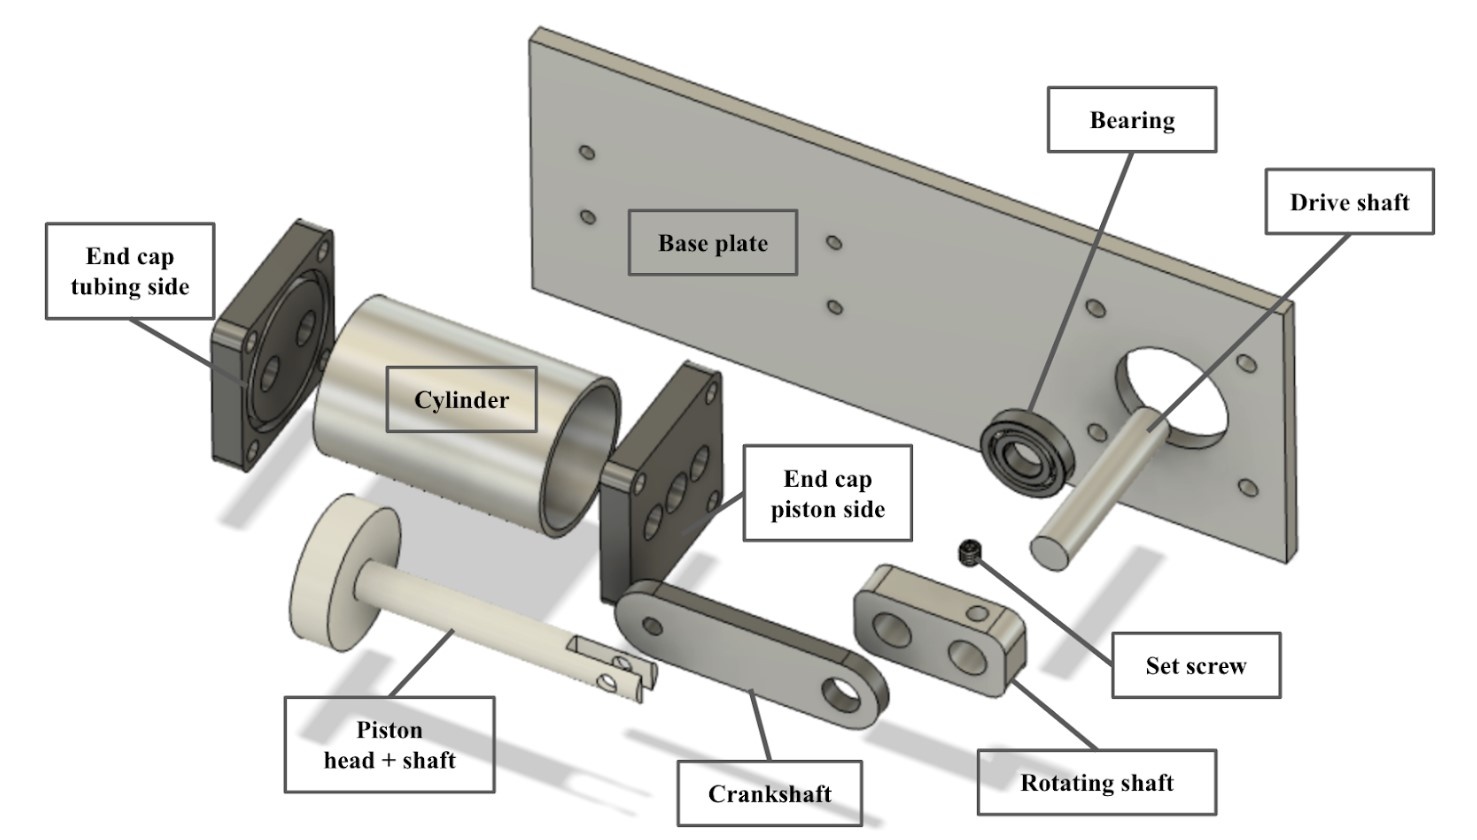 Bearing
Drive shaft
Base plate
End cap
tubing side
Cylinder
End cap
piston side
Set screw
Piston
head + shaft
Crankshaft
Rotating shaft